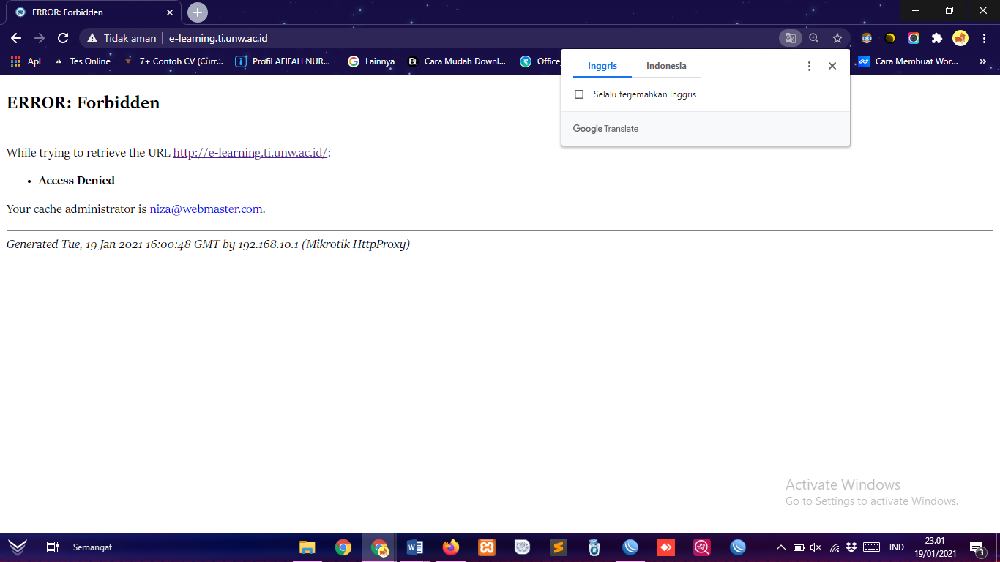 ERROR: Forbidden
Tidak aman e-learning.ti.unw.ac.id
Apl Tes Online 7+ Contoh CV (Curr... Profil AFIFAH NUR... Lainnya Cara Mudah Downl... Office_ Cara Membuat Wor... »
Inggris Indonesia
Selalu terjemahkan Inggris
Google Translate
ERROR: Forbidden
While trying to retrieve the URL http://e-learning.ti.unw.ac.id/:
• Access Denied
Your cache administrator is niza@webmaster.com.
Generated Tue, 19 Jan 2021 16:00:48 GMT by 192.168.10.1 (Mikrotik HttpProxy)
Activate Windows
Go to Settings to activate Windows.
Semangat
IND
23.01
19/01/2021
3